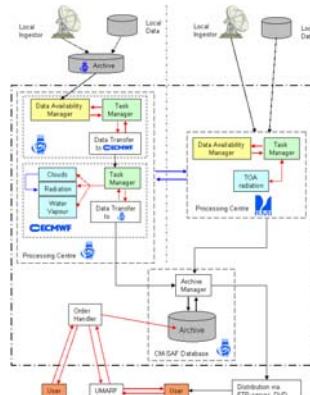 Local
Ingestor
Local
Data
Local
Ingestor
Local
Data
Archive
Data Availability
Manager
Task
Manager
Data Transfer
to ECMWF
Clouds
Radiation
Water
Vapour
Task
Manager
Data Transfer
to
ECMWF
Processing Centre
Data Availability
Manager
Task
Manager
TOA
radiation
Processing Centre
Archive
Manager
Archive
CM-SAF Database
Order
Handler
User
UMARF
User
Distribution via